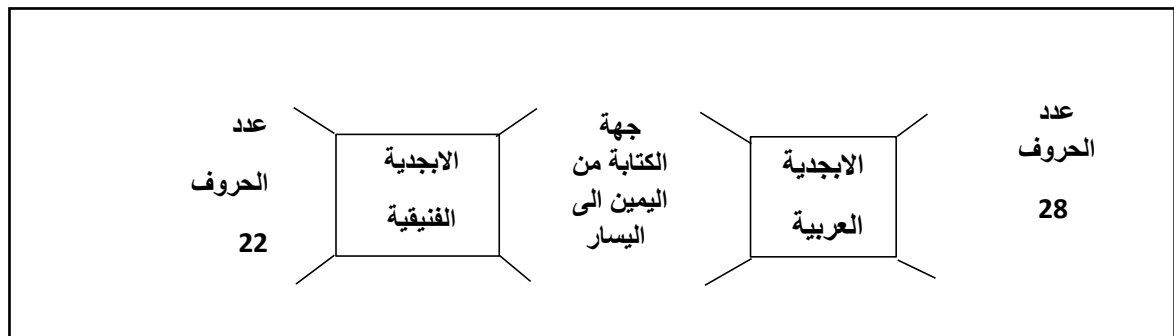 عدد
الحروف
28
الابجدية
العربية
جهة
الكتابة من
اليمين الى
اليسار
الابجدية
الفنيقية
عدد
الحروف
22